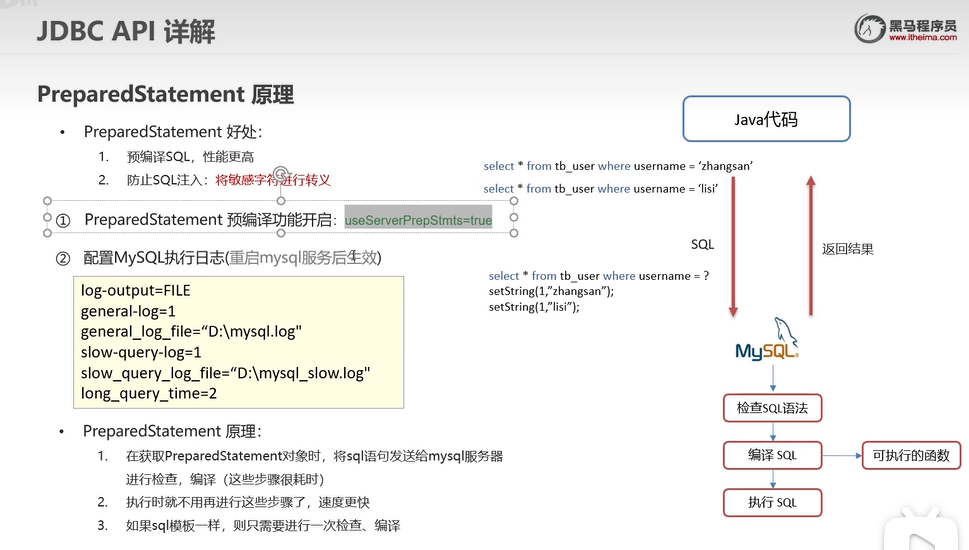 JDBC API 详解
黑马程序员
www.itheima.com
PreparedStatement 原理
• PreparedStatement 好处：
1. 预编译SQL，性能更高
2. 防止SQL注入：将敏感字符进行转义
① PreparedStatement 预编译功能开启：useServerPrepStmts=true
② 配置MySQL执行日志(重启mysql服务后生效)
log-output=FILE
general-log=1
general_log_file=“D:\mysql.log"
slow-query-log=1
slow_query_log_file=“D:\mysql_slow.log"
long_query_time=2
• PreparedStatement 原理：
1. 在获取PreparedStatement对象时，将sql语句发送给mysql服务器
进行检查，编译（这些步骤很耗时）
2. 执行时就不用再进行这些步骤了，速度更快
3. 如果sql模板一样，则只需要进行一次检查、编译
Java代码
select * from tb_user where username = ‘zhangsan’
select * from tb_user where username = ‘lisi’
SQL
返回结果
select * from tb_user where username = ?
setString(1,”zhangsan”);
setString(1,”lisi”);
MySQL
检查SQL语法
编译 SQL
可执行的函数
执行 SQL